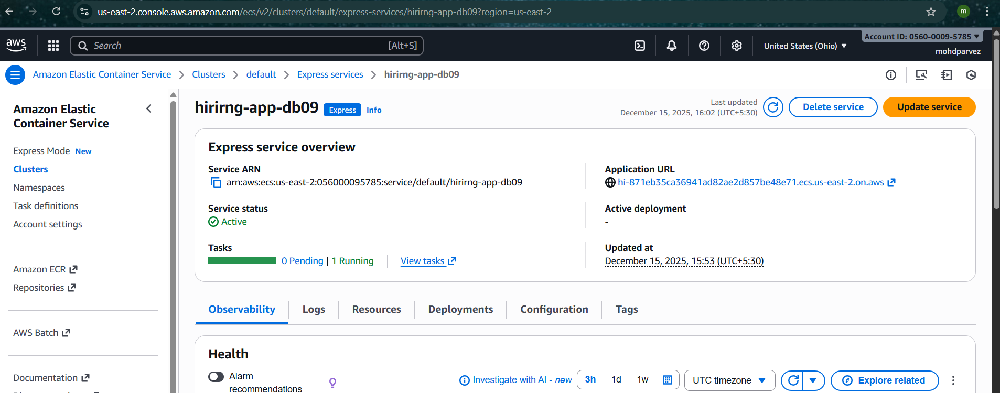 us-east-2.console.aws.amazon.com/ecs/v2/clusters/default/express-services/hirirng-app-db09?region=us-east-2
m
aws
Search [Alt+S]
United States (Ohio)
Account ID: 0560-0009-5785
mohdparvez
Amazon Elastic Container Service
Clusters
default
Express services
hirirng-app-db09
Amazon Elastic
Container Service
Express Mode New
Clusters
Namespaces
Task definitions
Account settings
Amazon ECR
Repositories
AWS Batch
Documentation
hirirng-app-db09 Express Info
Last updated
December 15, 2025, 16:02 (UTC+5:30)
Delete service
Update service
Express service overview
Service ARN
arn:aws:ecs:us-east-2:056000095785:service/default/hirirng-app-db09
Application URL
hi-871eb35ca36941ad82ae2d857be48e71.ecs.us-east-2.on.aws
Service status
Active
Active deployment
-
Tasks
0 Pending | 1 Running
View tasks
Updated at
December 15, 2025, 15:53 (UTC+5:30)
Observability
Logs
Resources
Deployments
Configuration
Tags
Health
Alarm
recommendations
Investigate with AI - new
3h 1d 1w
UTC timezone
Explore related